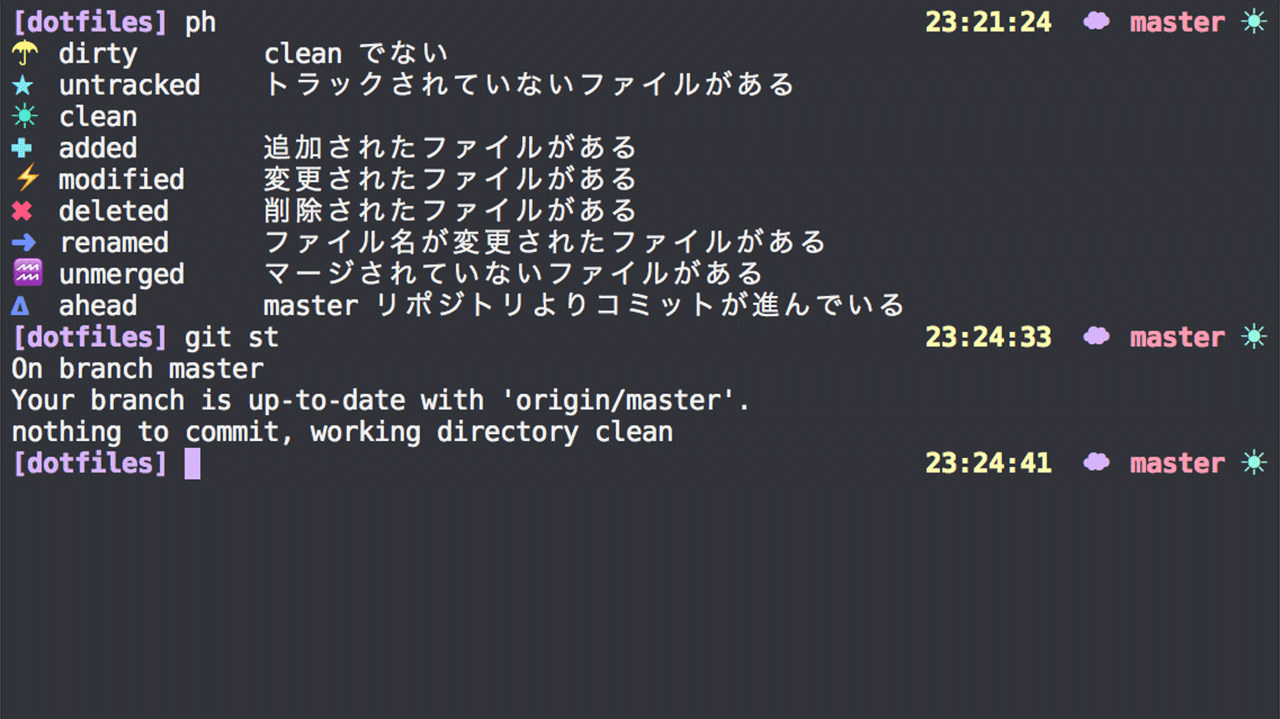 [dotfiles] ph 23:21:24 ☁ master ☀
☂ dirty clean でない
★ untracked トラックされていないファイルがある
☀ clean
✚ added 追加されたファイルがある
⚡ modified 変更されたファイルがある
✖ deleted 削除されたファイルがある
➜ renamed ファイル名が変更されたファイルがある
♒ unmerged マージされていないファイルがある
Δ ahead master リポジトリよりコミットが進んでいる
[dotfiles] git st 23:24:33 ☁ master ☀
On branch master
Your branch is up-to-date with 'origin/master'.
nothing to commit, working directory clean
[dotfiles] 23:24:41 ☁ master ☀